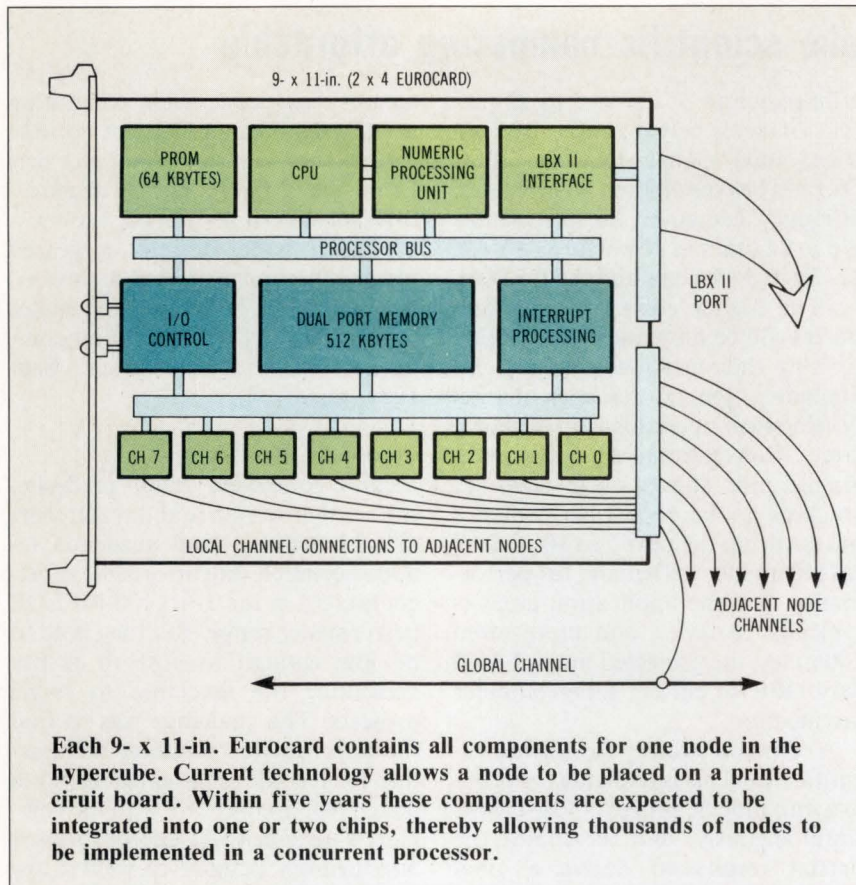 9- x 11-in. (2 x 4 EUROCARD)
PROM
(64 KBYTES)
CPU
NUMERIC
PROCESSING
UNIT
LBX II
INTERFACE
PROCESSOR BUS
LBX II
PORT
I/O
CONTROL
DUAL PORT MEMORY
512 KBYTES
INTERRUPT
PROCESSING
CH 7
CH 6
CH 5
CH 4
CH 3
CH 2
CH 1
CH 0
LOCAL CHANNEL CONNECTIONS TO ADJACENT NODES
ADJACENT NODE
CHANNELS
GLOBAL CHANNEL
Each 9- x 11-in. Eurocard contains all components for one node in the
hypercube. Current technology allows a node to be placed on a printed
ciruit board. Within five years these components are expected to be
integrated into one or two chips, thereby allowing thousands of nodes to
be implemented in a concurrent processor.